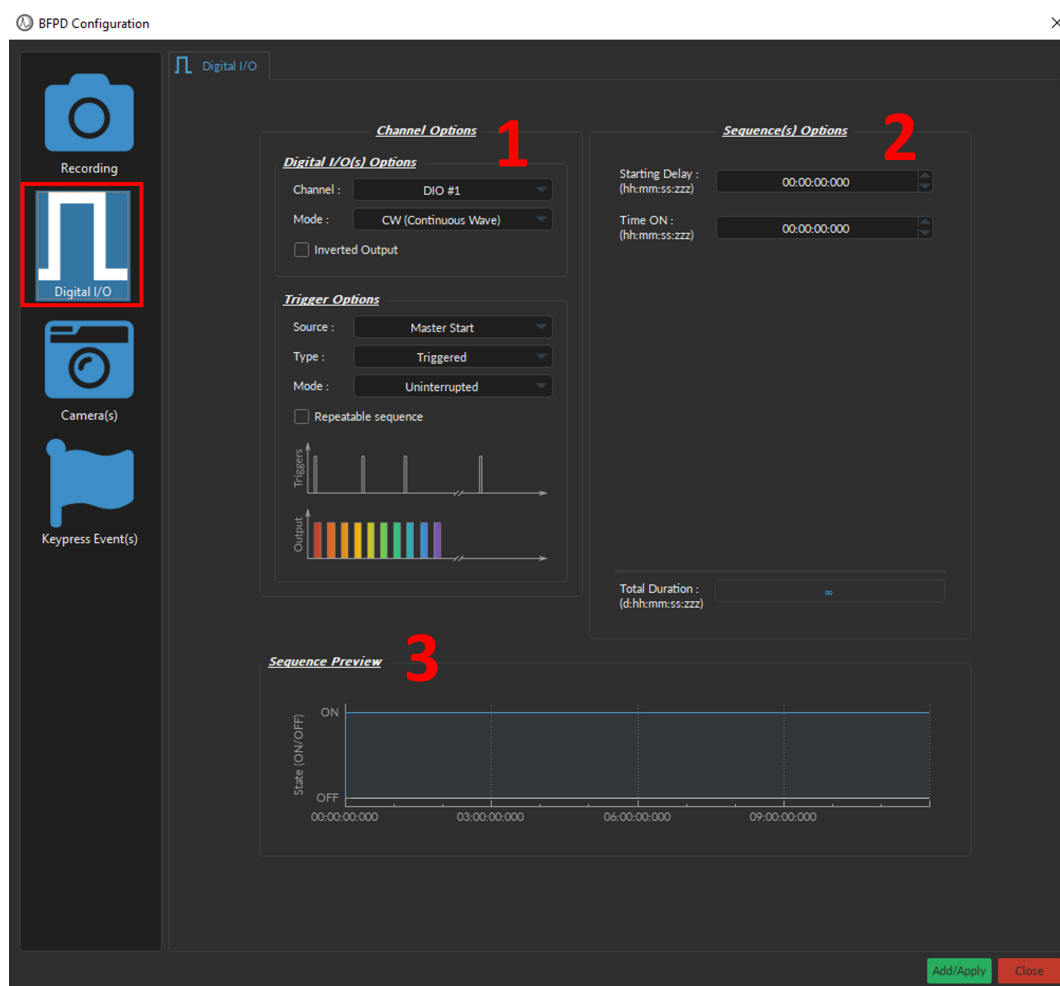 BFPD Configuration
Digital I/O
Recording
Digital I/O
Camera(s)
Keypress Event(s)
Channel Options
1
Digital I/O(s) Options
Channel :
DIO #1
Mode :
CW (Continuous Wave)
Inverted Output
Trigger Options
Source :
Master Start
Type :
Triggered
Mode :
Uninterrupted
Repeatable sequence
Triggers
Output
Sequence(s) Options
2
Starting Delay :
(hh:mm:ss:zzz)
00:00:00:000
Time ON :
(hh:mm:ss:zzz)
00:00:00:000
Total Duration :
(d:hh:mm:ss:zzz)
∞
Sequence Preview
3
State (ON/OFF)
ON
OFF
00:00:00:000 03:00:00:000 06:00:00:000 09:00:00:000
Add/Apply
Close